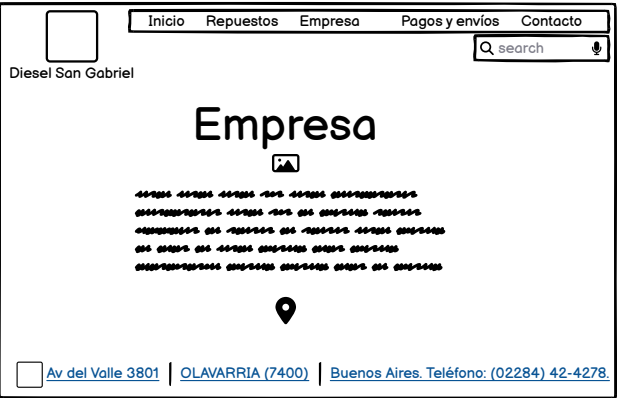 Inicio Repuestos Empresa Pagos y envíos Contacto
search
Diesel San Gabriel
Empresa
Av del Valle 3801 OLAVARRIA (7400) Buenos Aires. Teléfono: (02284) 42-4278.